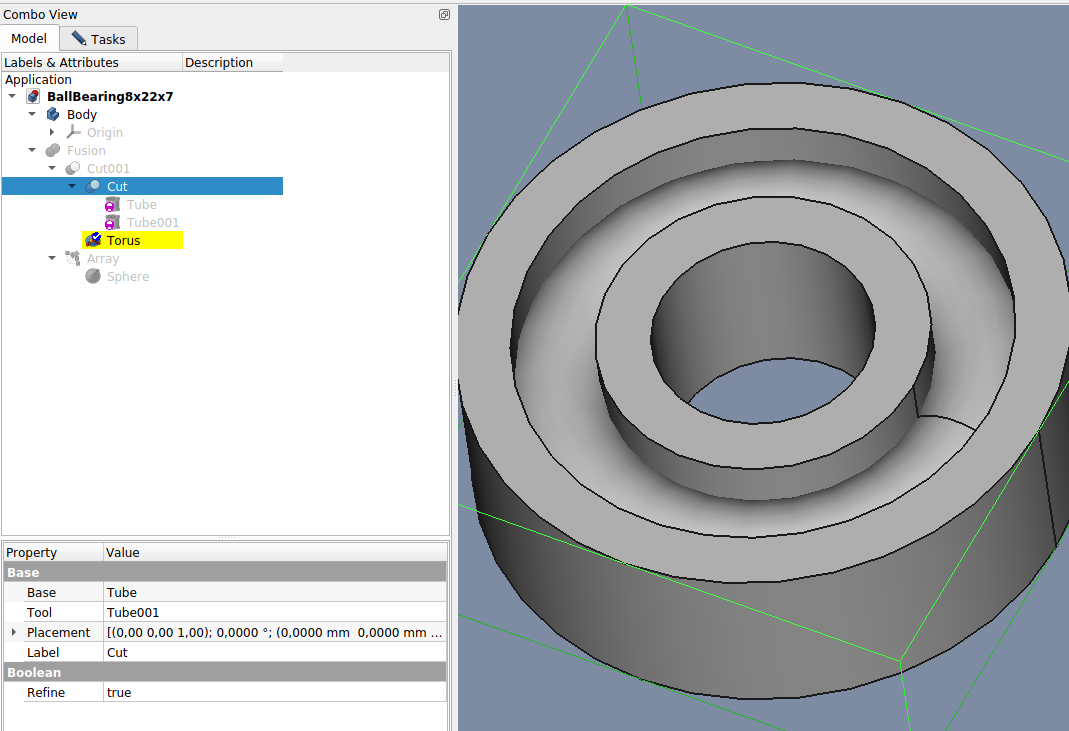 Combo View
Model
Tasks
Labels & Attributes Description
Application
BallBearing8x22x7
Body
Origin
Fusion
Cut001
Cut
Tube
Tube001
Torus
Array
Sphere
Property Value
Base
Base Tube
Tool Tube001
Placement [(0,00 0,00 1,00); 0,0000 °; (0,0000 mm 0,0000 mm ...
Label Cut
Boolean
Refine true